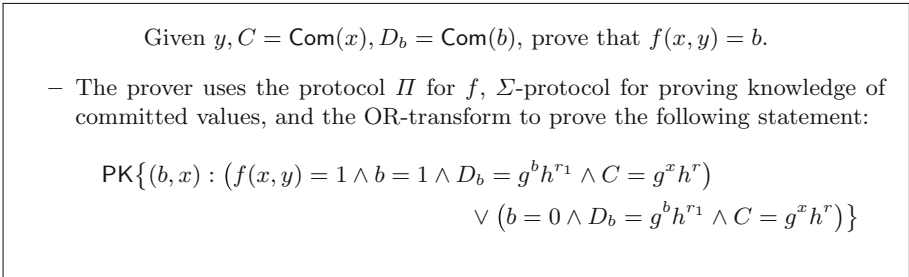 Given y, C = Com(x), D_b = Com(b), prove that f(x, y) = b.
– The prover uses the protocol Π for f, Σ-protocol for proving knowledge of
committed values, and the OR-transform to prove the following statement:
PK{(b, x) : (f(x, y) = 1 ∧ b = 1 ∧ D_b = g^b h^{r_1} ∧ C = g^x h^r)
∨ (b = 0 ∧ D_b = g^b h^{r_1} ∧ C = g^x h^r)}